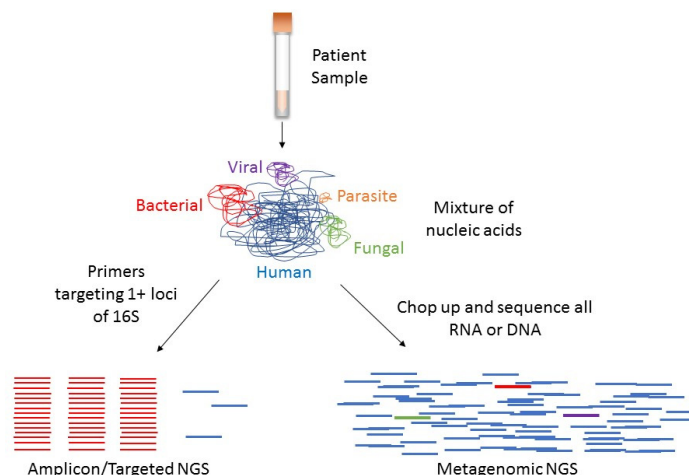 Patient
Sample
Viral
Bacterial
Parasite
Mixture of
nucleic acids
Fungal
Human
Primers
targeting 1+ loci
of 16S
Chop up and sequence all
RNA or DNA
Amplicon/Targeted NGS
Metagenomic NGS